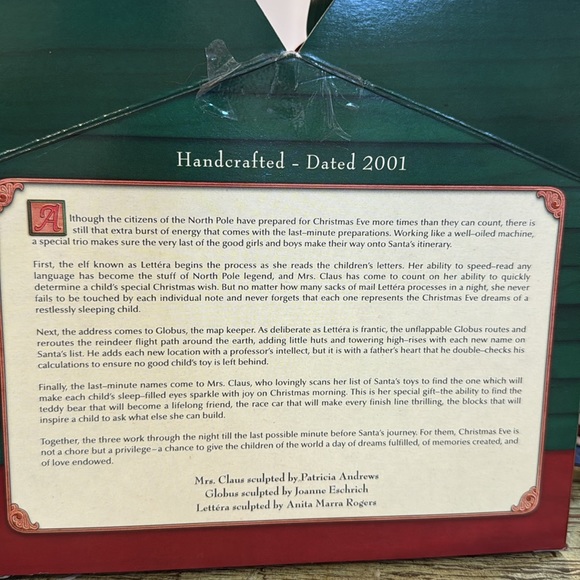 Handcrafted – Dated 2001
Although the citizens of the North Pole have prepared for Christmas Eve more times than they can count, there is
still that extra burst of energy that comes with the last–minute preparations. Working like a well–oiled machine,
a special trio makes sure the very last of the good girls and boys make their way onto Santa's itinerary.
First, the elf known as Lettéra begins the process as she reads the children's letters. Her ability to speed–read any
language has become the stuff of North Pole legend, and Mrs. Claus has come to count on her ability to quickly
determine a child's special Christmas wish. But no matter how many sacks of mail Lettéra processes in a night, she never
fails to be touched by each individual note and never forgets that each one represents the Christmas Eve dreams of a
restlessly sleeping child.
Next, the address comes to Globus, the map keeper. As deliberate as Lettéra is frantic, the unflappable Globus routes and
reroutes the reindeer flight path around the earth, adding little huts and towering high–rises with each new name on
Santa's list. He adds each new location with a professor's intellect, but it is with a father's heart that he double–checks his
calculations to ensure no good child's toy is left behind.
Finally, the last–minute names come to Mrs. Claus, who lovingly scans her list of Santa's toys to find the one which will
make each child's sleep–filled eyes sparkle with joy on Christmas morning. This is her special gift–the ability to find the
teddy bear that will become a lifelong friend, the race car that will make every finish line thrilling, the blocks that will
inspire a child to ask what else she can build.
Together, the three work through the night till the last possible minute before Santa's journey. For them, Christmas Eve is
not a chore but a privilege–a chance to give the children of the world a day of dreams fulfilled, of memories created, and
of love endowed.
Mrs. Claus sculpted by Patricia Andrews
Globus sculpted by Joanne Eschrich
Lettéra sculpted by Anita Marra Rogers